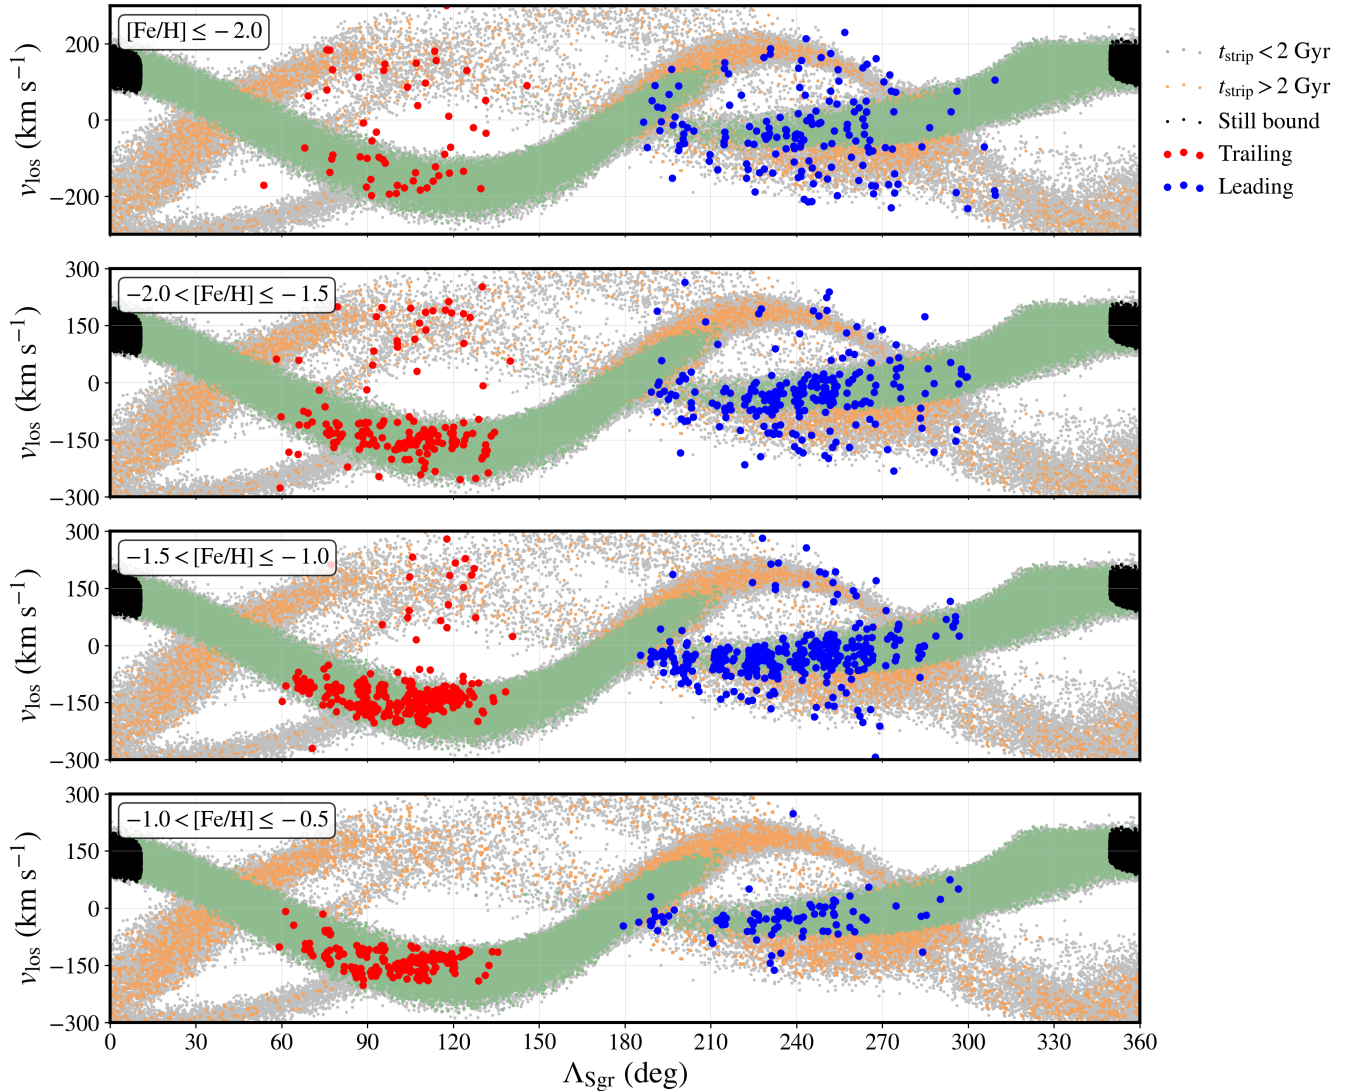 [Fe/H] ≤ −2.0
200
0
−200
v_los (km s⁻¹)
t_strip < 2 Gyr
t_strip > 2 Gyr
Still bound
Trailing
Leading
−2.0 < [Fe/H] ≤ −1.5
300
150
0
−150
−300
v_los (km s⁻¹)
−1.5 < [Fe/H] ≤ −1.0
300
150
0
−150
−300
v_los (km s⁻¹)
−1.0 < [Fe/H] ≤ −0.5
300
150
0
−150
−300
v_los (km s⁻¹)
0 30 60 90 120 150 180 210 240 270 300 330 360
Λ_Sgr (deg)